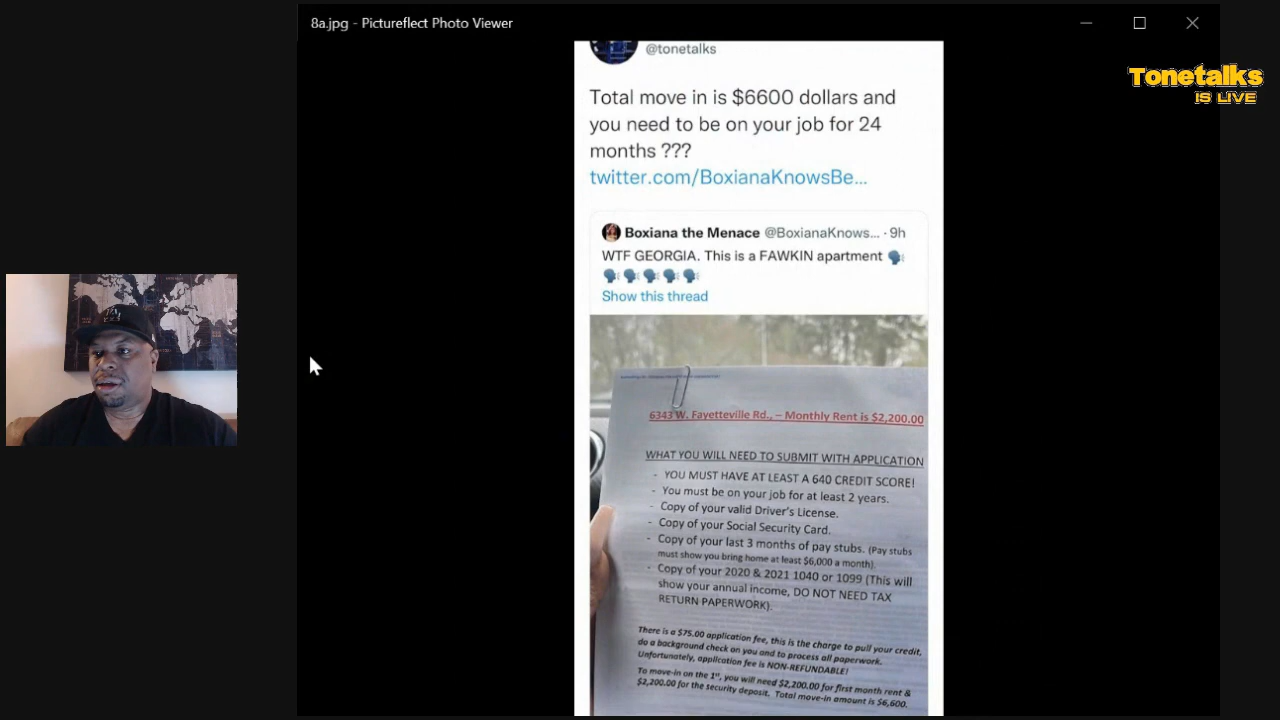 8a.jpg - Pictureflect Photo Viewer
@tonetalks
Tonetalks
IS LIVE
Total move in is $6600 dollars and
you need to be on your job for 24
months ???
twitter.com/BoxianaKnowsBe...
Boxiana the Menace @BoxianaKnows... · 9h
WTF GEORGIA. This is a FAWKIN apartment 🗣️
🗣️🗣️🗣️🗣️🗣️
Show this thread
6343 W. Fayetteville Rd., – Monthly Rent is $2,200.00
WHAT YOU WILL NEED TO SUBMIT WITH APPLICATION
- YOU MUST HAVE AT LEAST A 640 CREDIT SCORE!
- You must be on your job for at least 2 years.
- Copy of your valid Driver's License.
- Copy of your Social Security Card.
- Copy of your last 3 months of pay stubs. (Pay stubs
must show you bring home at least $6,000 a month).
- Copy of your 2020 & 2021 1040 or 1099 (This will
show your annual income, DO NOT NEED TAX
RETURN PAPERWORK).
There is a $75.00 application fee, this is the charge to pull your credit,
do a background check on you and to process all paperwork.
Unfortunately, application fee is NON-REFUNDABLE!
To move-in on the 1st, you will need $2,200.00 for first month rent &
$2,200.00 for the security deposit. Total move-in amount is $6,600.